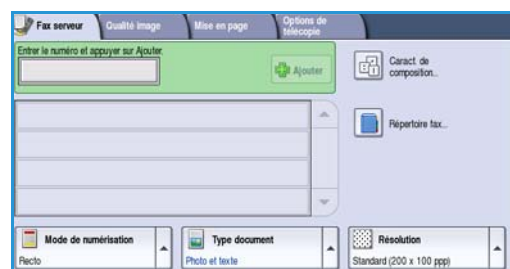 Fax serveur
Qualité image
Mise en page
Options de
télécopie
Entrer le numéro et appuyer sur Ajouter.
Ajouter
Caract. de
composition...
Répertoire fax...
Mode de numérisation
Recto
Type document
Photo et texte
Résolution
Standard (200 x 100 ppp)